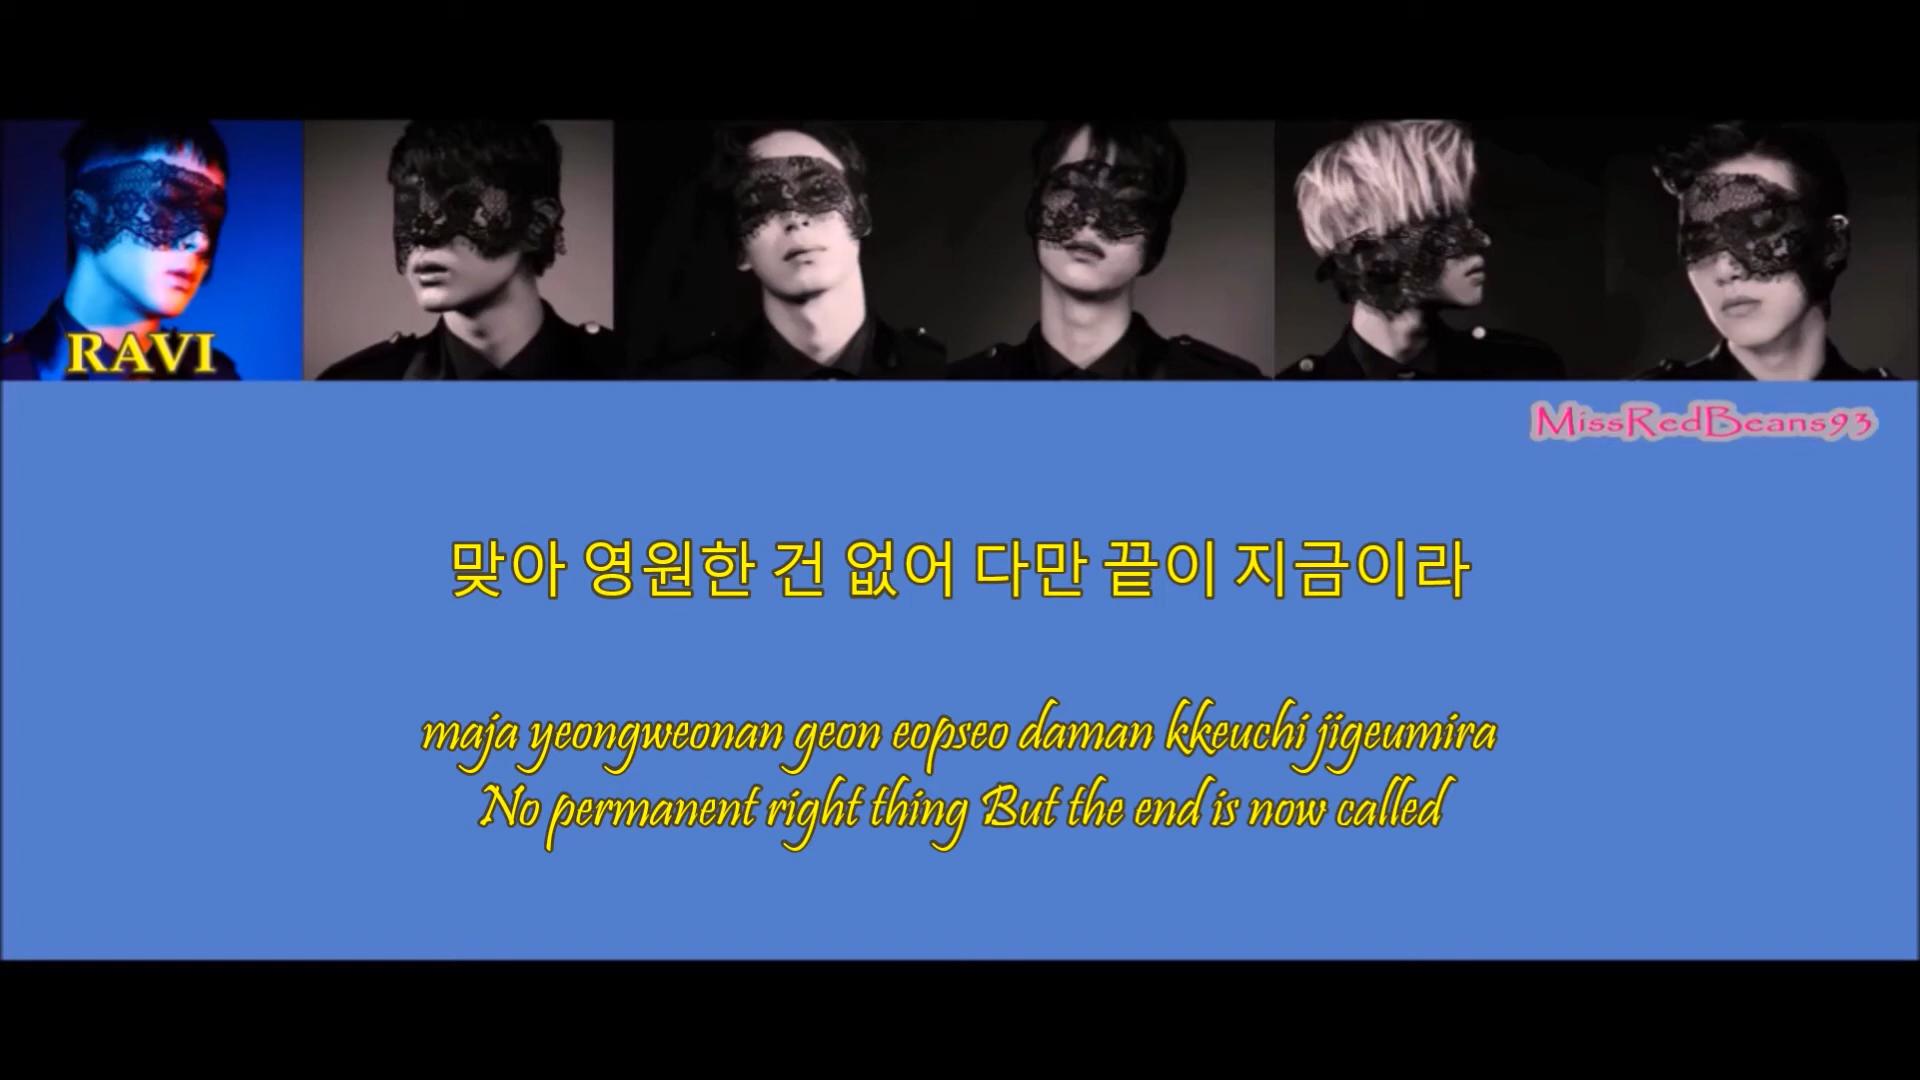 RAVI
MissRedBeans93
맞아 영원한 건 없어 다만 끝이 지금이라
maja yeongweonan geon eopseo daman kkeuchi jigeumira
No permanent right thing But the end is now called